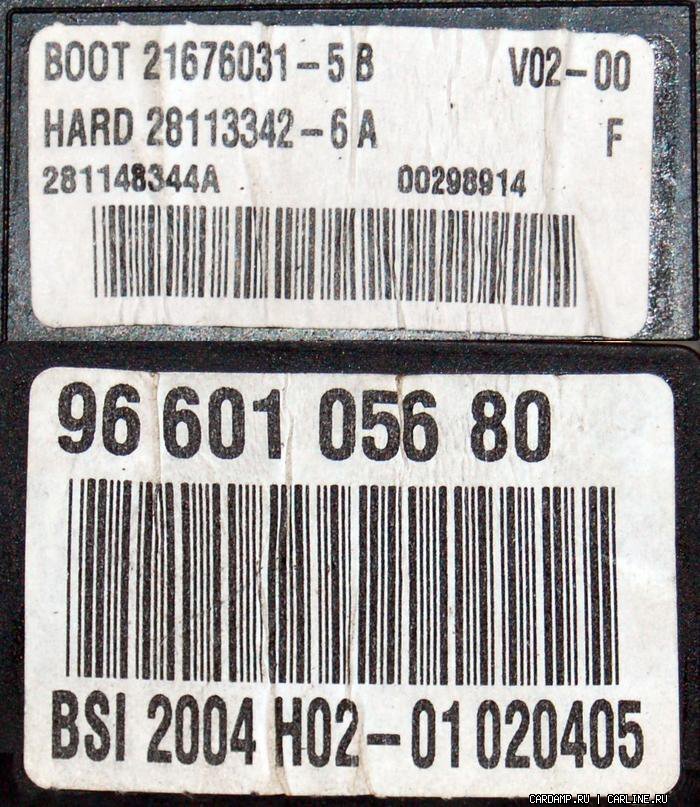 BOOT 21676031-5 B V02-00
HARD 28113342-6 A F
281148344A 00298914
96 601 056 80
BSI 2004 H02-01 020405
CARDAMP.RU | CARLINE.RU